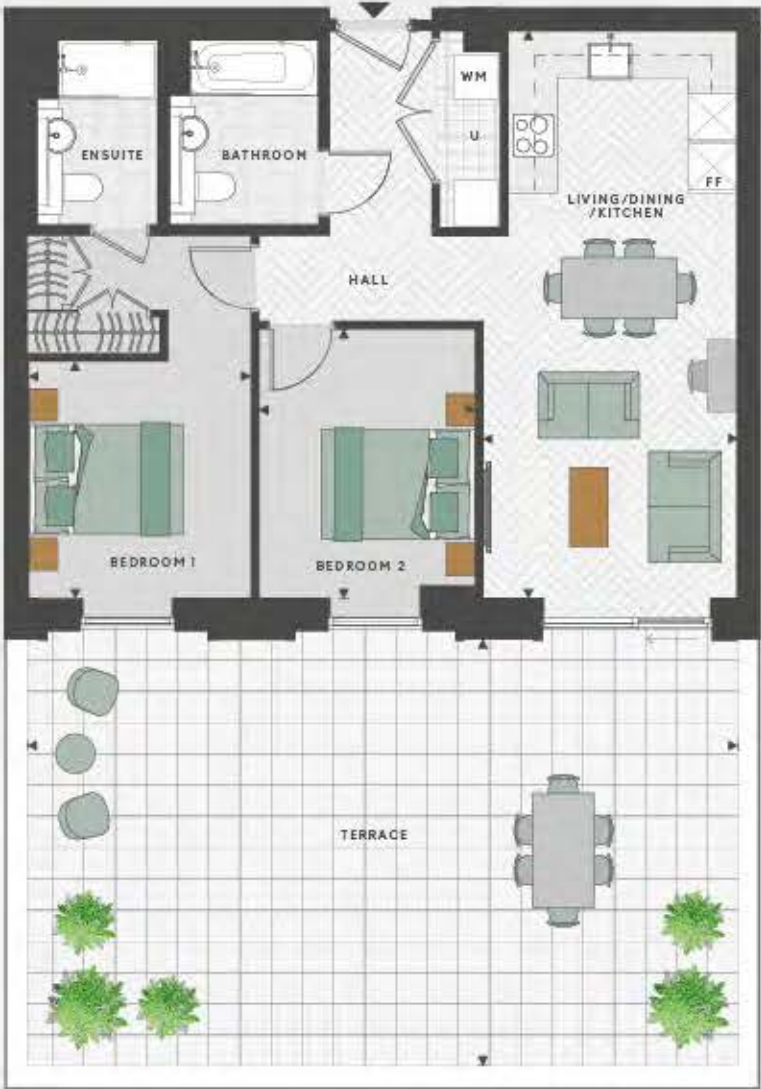 WM
ENSUITE
BATHROOM
U
FF
LIVING/DINING
/KITCHEN
HALL
BEDROOM 1
BEDROOM 2
TERRACE